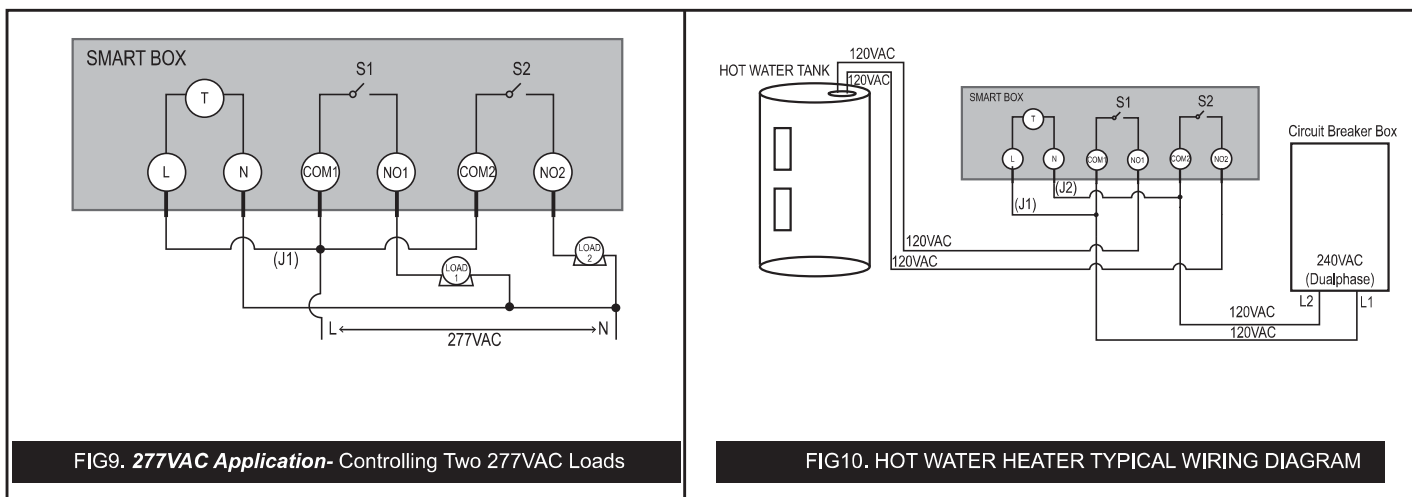 SMART BOX
S1
S2
T
L
N
COM1
NO1
COM2
NO2
(J1)
LOAD
1
LOAD
2
L
N
277VAC
FIG9. 277VAC Application- Controlling Two 277VAC Loads
120VAC
HOT WATER TANK
120VAC
SMART BOX
S1
S2
T
L
N
COM1
NO1
COM2
NO2
Circuit Breaker Box
(J2)
(J1)
120VAC
120VAC
240VAC
(Dualphase)
L2
L1
120VAC
120VAC
FIG10. HOT WATER HEATER TYPICAL WIRING DIAGRAM